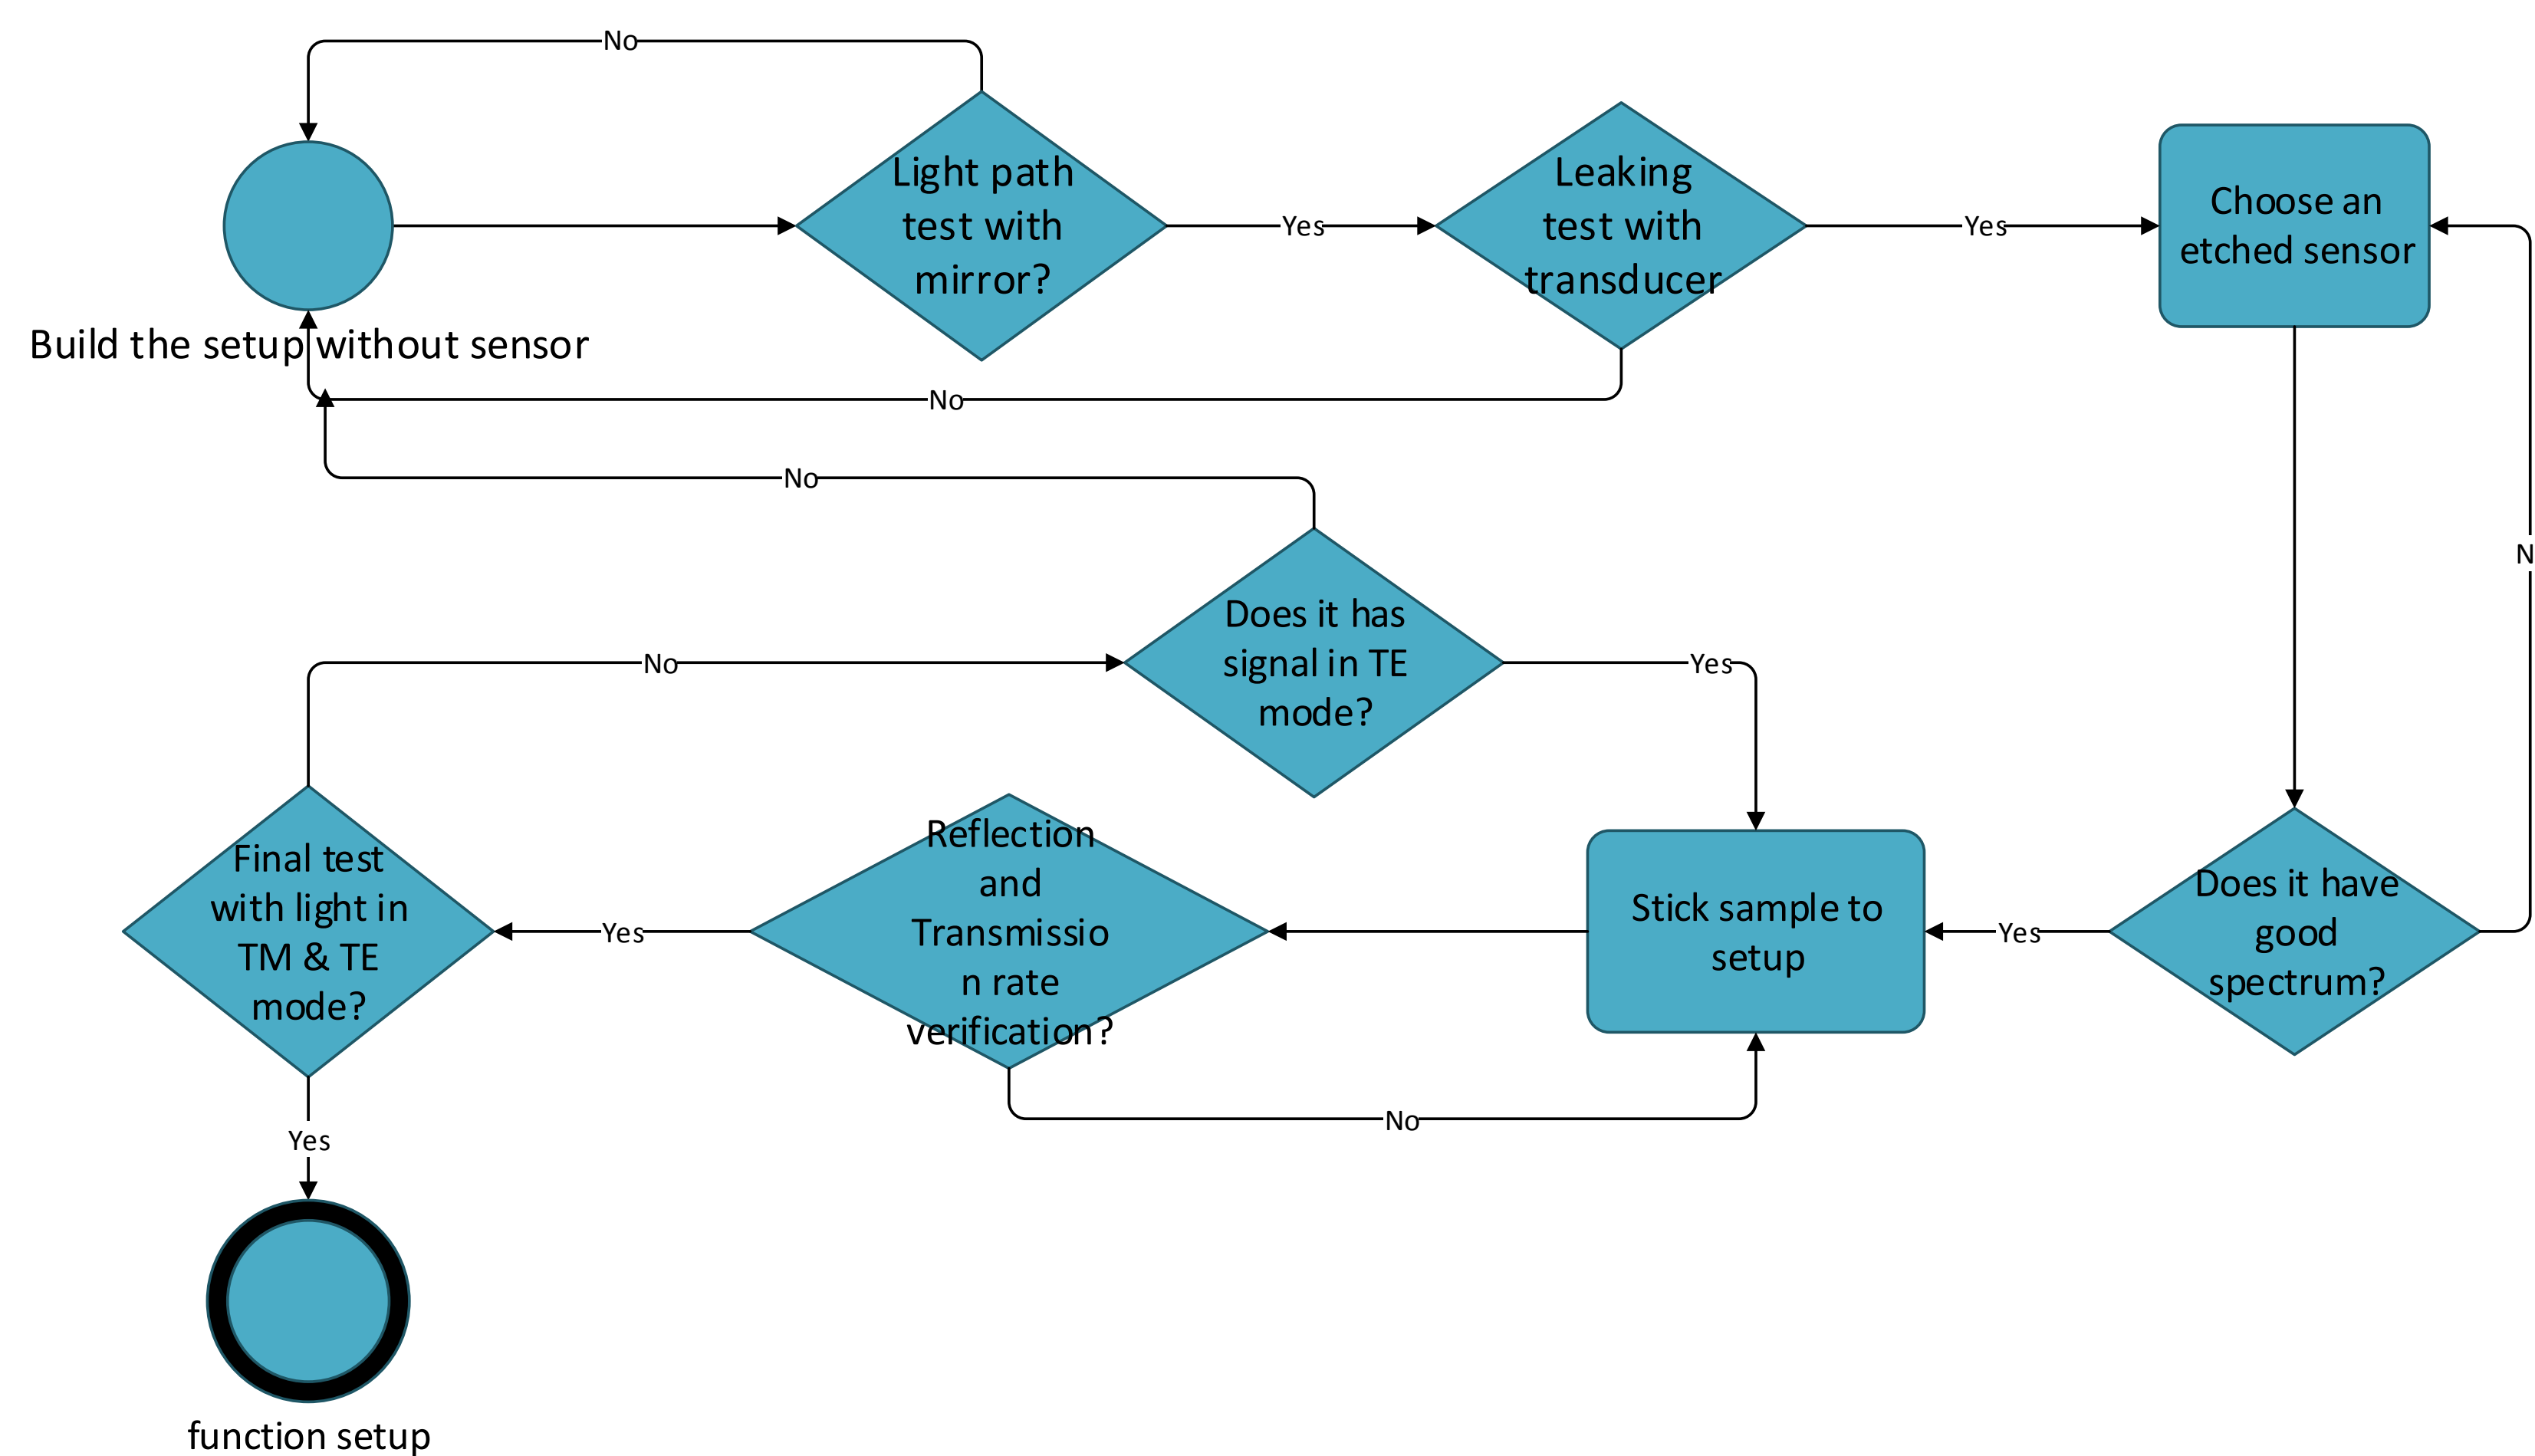 No
Light path
test with
mirror?
Yes
Leaking
test with
transducer
Yes
Choose an
etched sensor
Build the setup without sensor
No
No
N
Does it has
signal in TE
mode?
No
Yes
Final test
with light in
TM & TE
mode?
Yes
Reflection
and
Transmissio
n rate
verification?
Stick sample to
setup
Yes
Does it have
good
spectrum?
No
Yes
function setup